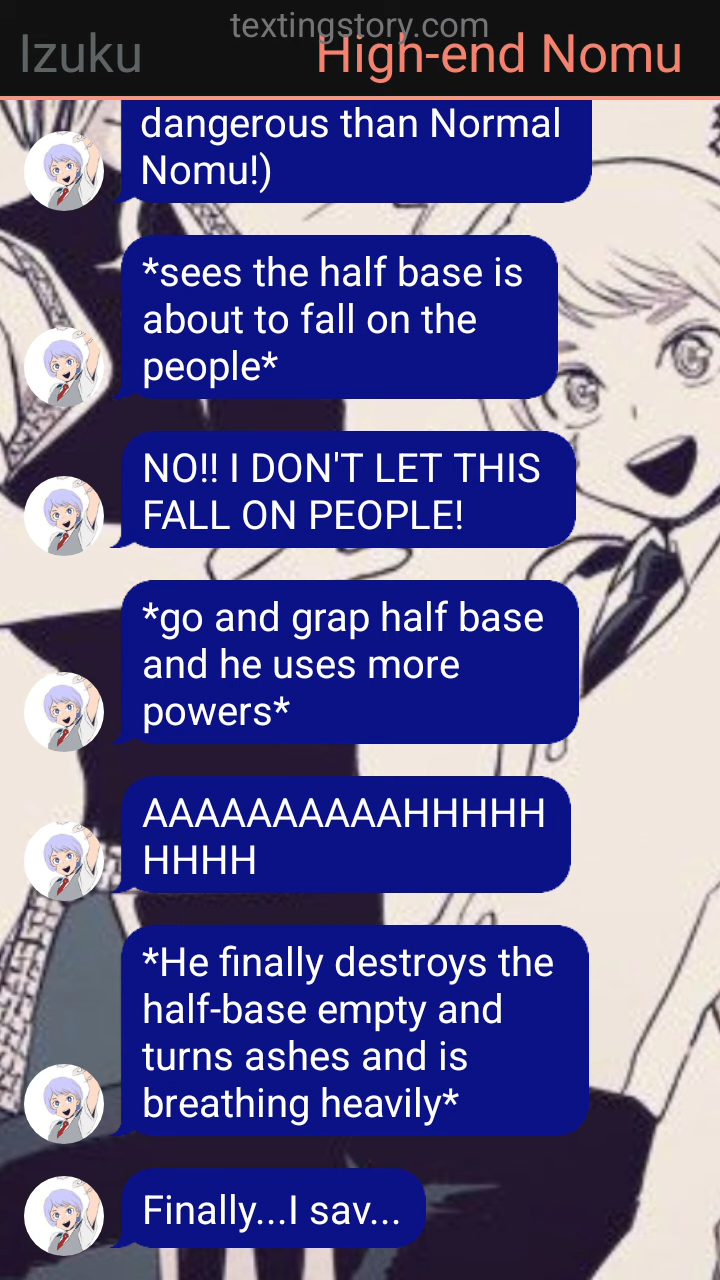 textingstory.com
Izuku
High-end Nomu
dangerous than Normal
Nomu!)
*sees the half base is
about to fall on the
people*
NO!! I DON'T LET THIS
FALL ON PEOPLE!
*go and grap half base
and he uses more
powers*
AAAAAAAAAAHHHHH
HHHH
*He finally destroys the
half-base empty and
turns ashes and is
breathing heavily*
Finally...I sav...